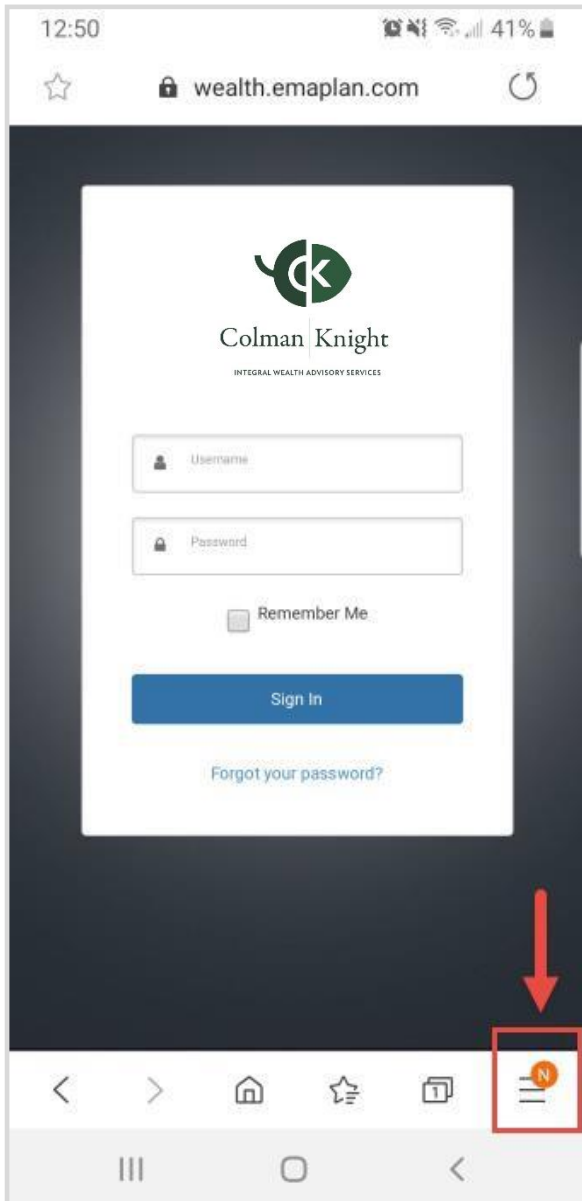 12:50 41%
wealth.emaplan.com
CK
Colman Knight
INTEGRAL WEALTH ADVISORY SERVICES
Username
Password
Remember Me
Sign In
Forgot your password?
1
N